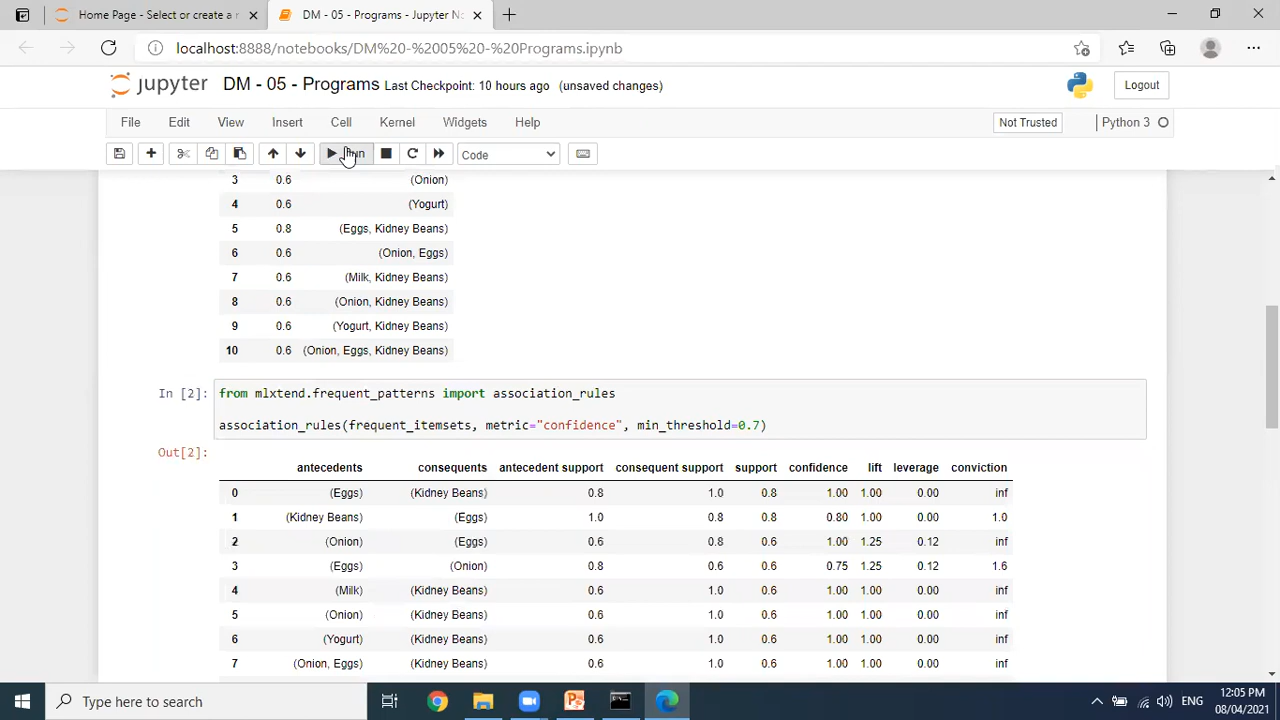 Home Page - Select or create a n
DM - 05 - Programs - Jupyter N
localhost:8888/notebooks/DM%20-%2005%20-%20Programs.ipynb
jupyter DM - 05 - Programs Last Checkpoint: 10 hours ago (unsaved changes)
Logout
File Edit View Insert Cell Kernel Widgets Help
Not Trusted
Python 3
Code
3 0.6 (Onion)
4 0.6 (Yogurt)
5 0.8 (Eggs, Kidney Beans)
6 0.6 (Onion, Eggs)
7 0.6 (Milk, Kidney Beans)
8 0.6 (Onion, Kidney Beans)
9 0.6 (Yogurt, Kidney Beans)
10 0.6 (Onion, Eggs, Kidney Beans)
In [2]: from mlxtend.frequent_patterns import association_rules
association_rules(frequent_itemsets, metric="confidence", min_threshold=0.7)
Out[2]:
antecedents consequents antecedent support consequent support support confidence lift leverage conviction
0 (Eggs) (Kidney Beans) 0.8 1.0 0.8 1.00 1.00 0.00 inf
1 (Kidney Beans) (Eggs) 1.0 0.8 0.8 0.80 1.00 0.00 1.0
2 (Onion) (Eggs) 0.6 0.8 0.6 1.00 1.25 0.12 inf
3 (Eggs) (Onion) 0.8 0.6 0.6 0.75 1.25 0.12 1.6
4 (Milk) (Kidney Beans) 0.6 1.0 0.6 1.00 1.00 0.00 inf
5 (Onion) (Kidney Beans) 0.6 1.0 0.6 1.00 1.00 0.00 inf
6 (Yogurt) (Kidney Beans) 0.6 1.0 0.6 1.00 1.00 0.00 inf
7 (Onion, Eggs) (Kidney Beans) 0.6 1.0 0.6 1.00 1.00 0.00 inf
Type here to search
ENG
12:05 PM
08/04/2021